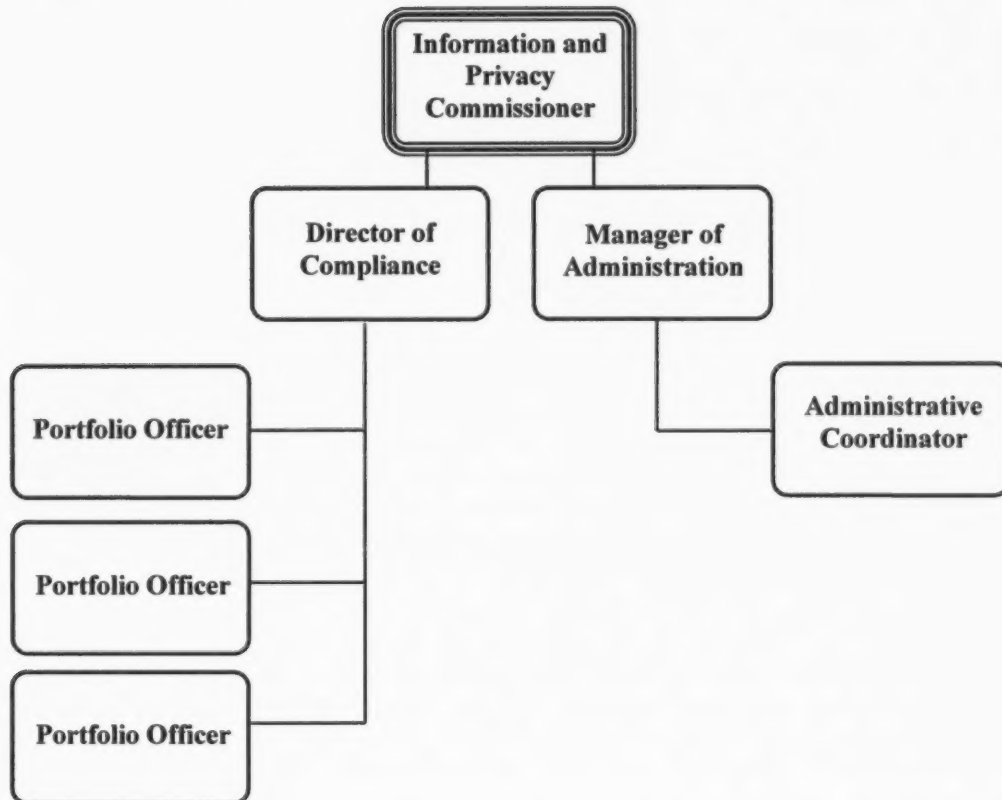 Information and
Privacy
Commissioner
Director of
Compliance
Manager of
Administration
Portfolio Officer
Administrative
Coordinator
Portfolio Officer
Portfolio Officer